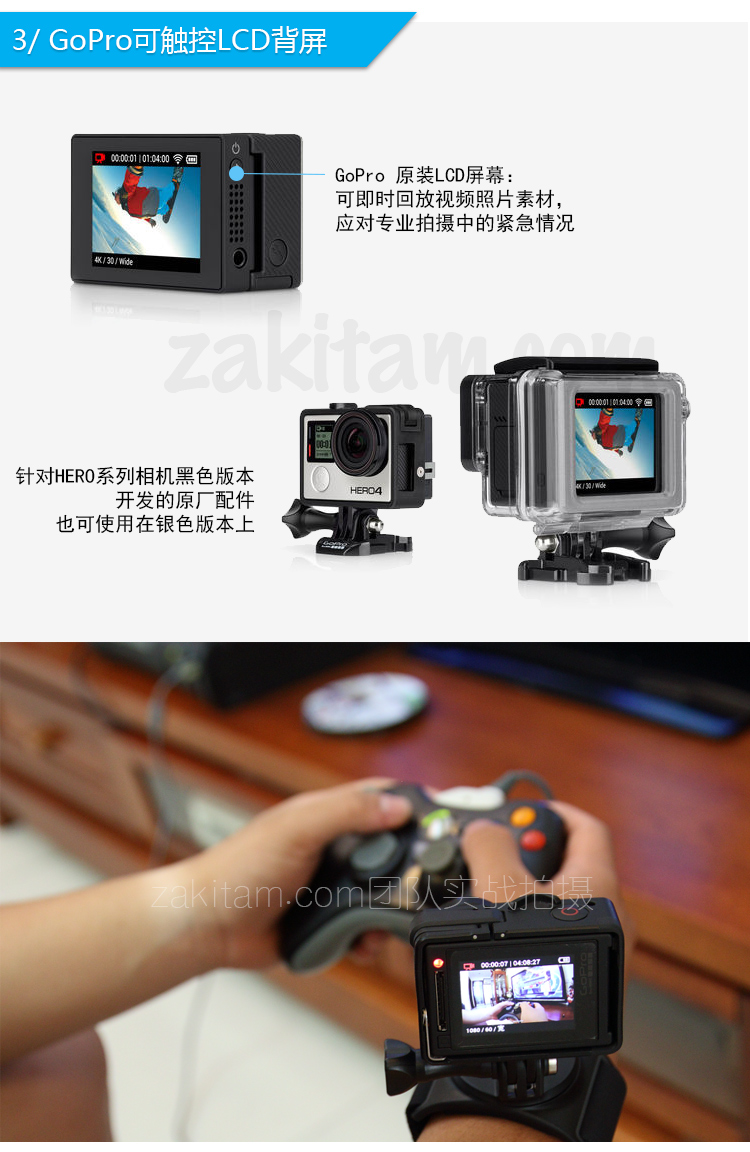 3/ GoPro可触控LCD背屏
00:00:01 | 01:04:00
4K / 30 / Wide
GoPro 原装LCD屏幕：
可即时回放视频照片素材，
应对专业拍摄中的紧急情况
zakitam.com
00:00:01 | 01:04:00
4K / 30 / Wide
HERO4
GoPro
针对HERO系列相机黑色版本
开发的原厂配件
也可使用在银色版本上
zakitam.com团队实战拍摄
00:00:07 | 04:08:27
1080 / 60 / 宽
GoPro